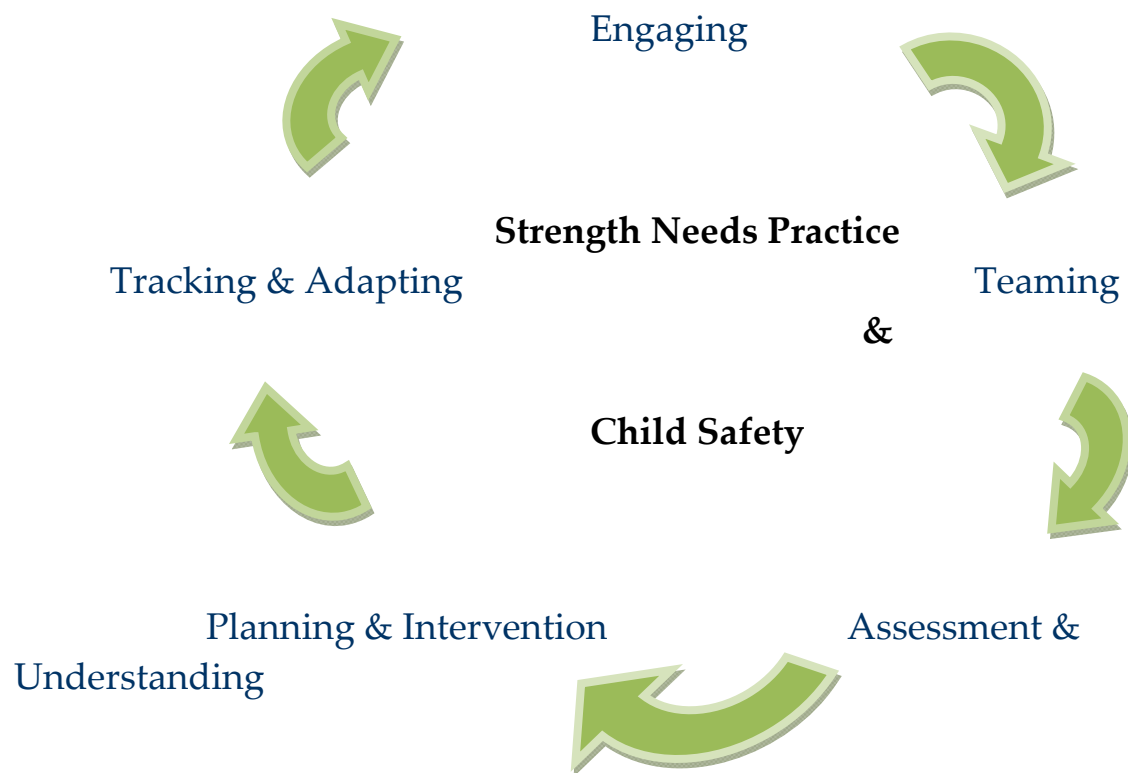 Engaging
Strength Needs Practice
Tracking & Adapting Teaming
&
Child Safety
Planning & Intervention Assessment &
Understanding